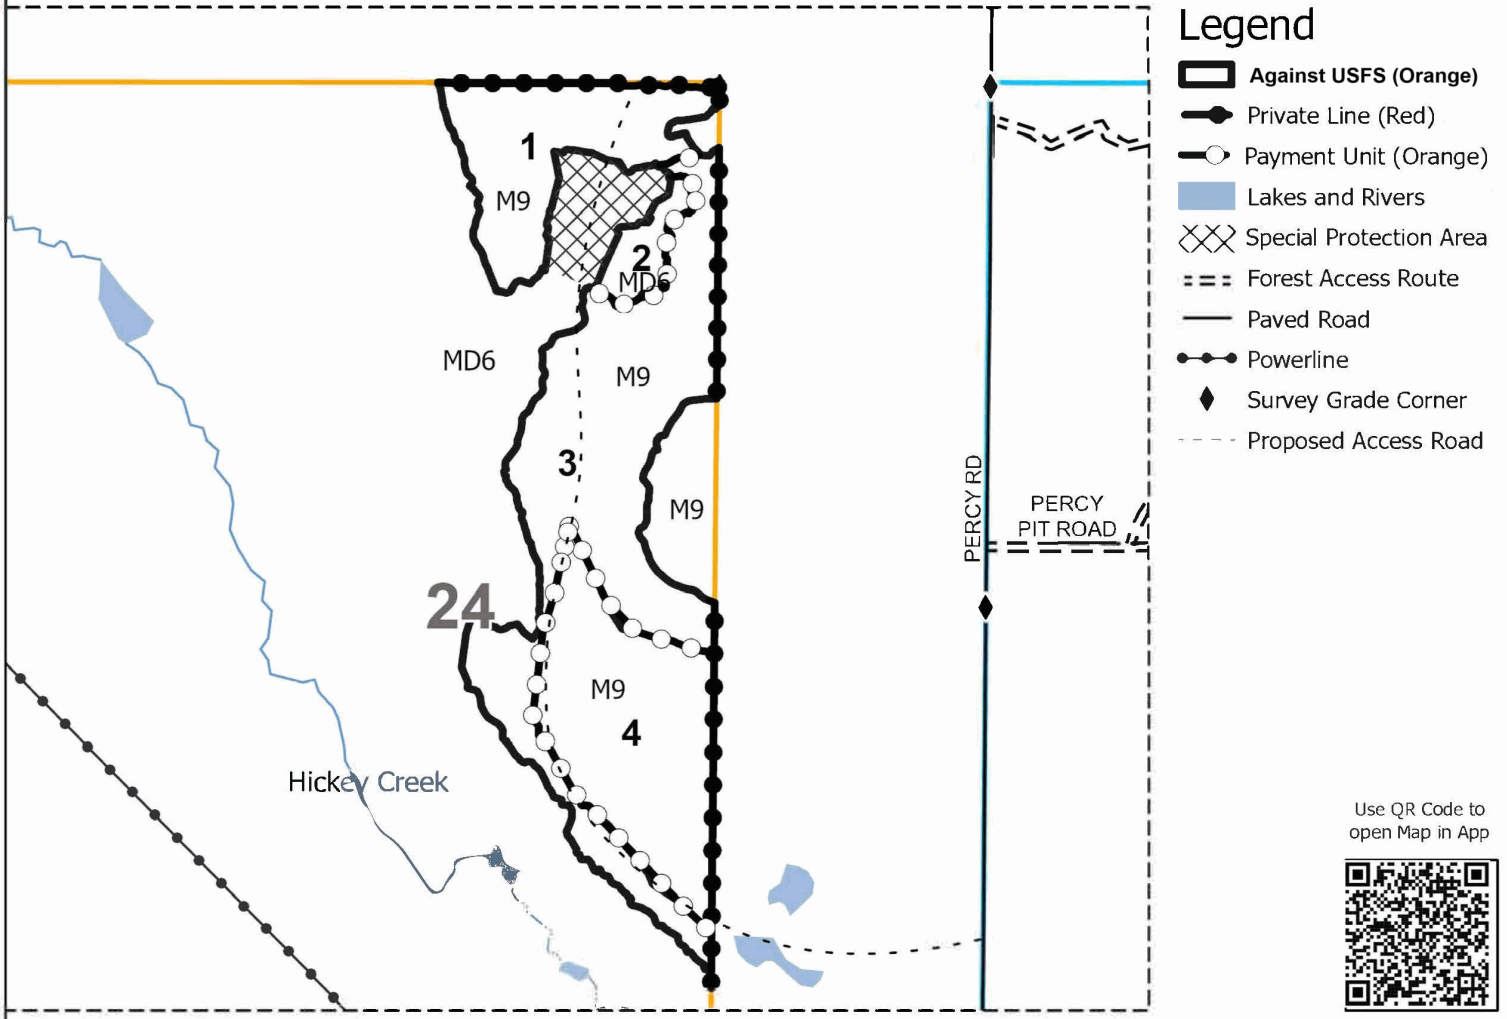 Legend
Against USFS (Orange)
Private Line (Red)
Payment Unit (Orange)
Lakes and Rivers
Special Protection Area
Forest Access Route
Paved Road
Powerline
Survey Grade Corner
Proposed Access Road
1
M9
2
MD6
MD6
M9
3
M9
PERCY RD
PERCY
PIT ROAD
24
M9
4
Hickey Creek
Use QR Code to
open Map in App